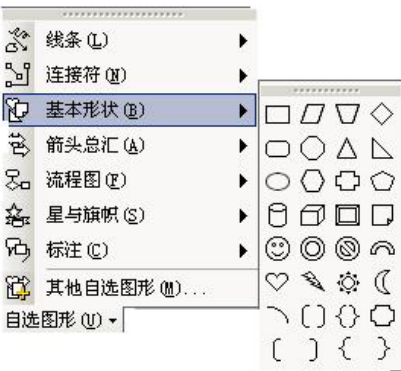 线条(L)
连接符(N)
基本形状(B)
箭头总汇(A)
流程图(F)
星与旗帜(S)
标注(C)
其他自选图形(M)...
自选图形(U)